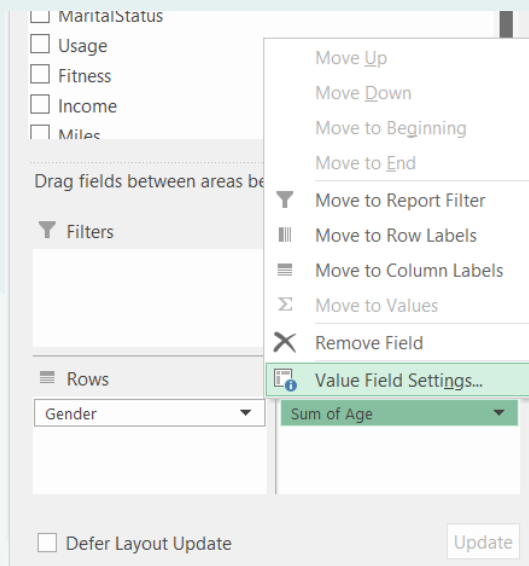 MaritalStatus
Usage
Fitness
Income
Miles
Drag fields between areas be
Filters
Rows
Gender
Move Up
Move Down
Move to Beginning
Move to End
Move to Report Filter
Move to Row Labels
Move to Column Labels
Σ Move to Values
Remove Field
Value Field Settings...
Sum of Age
Defer Layout Update
Update